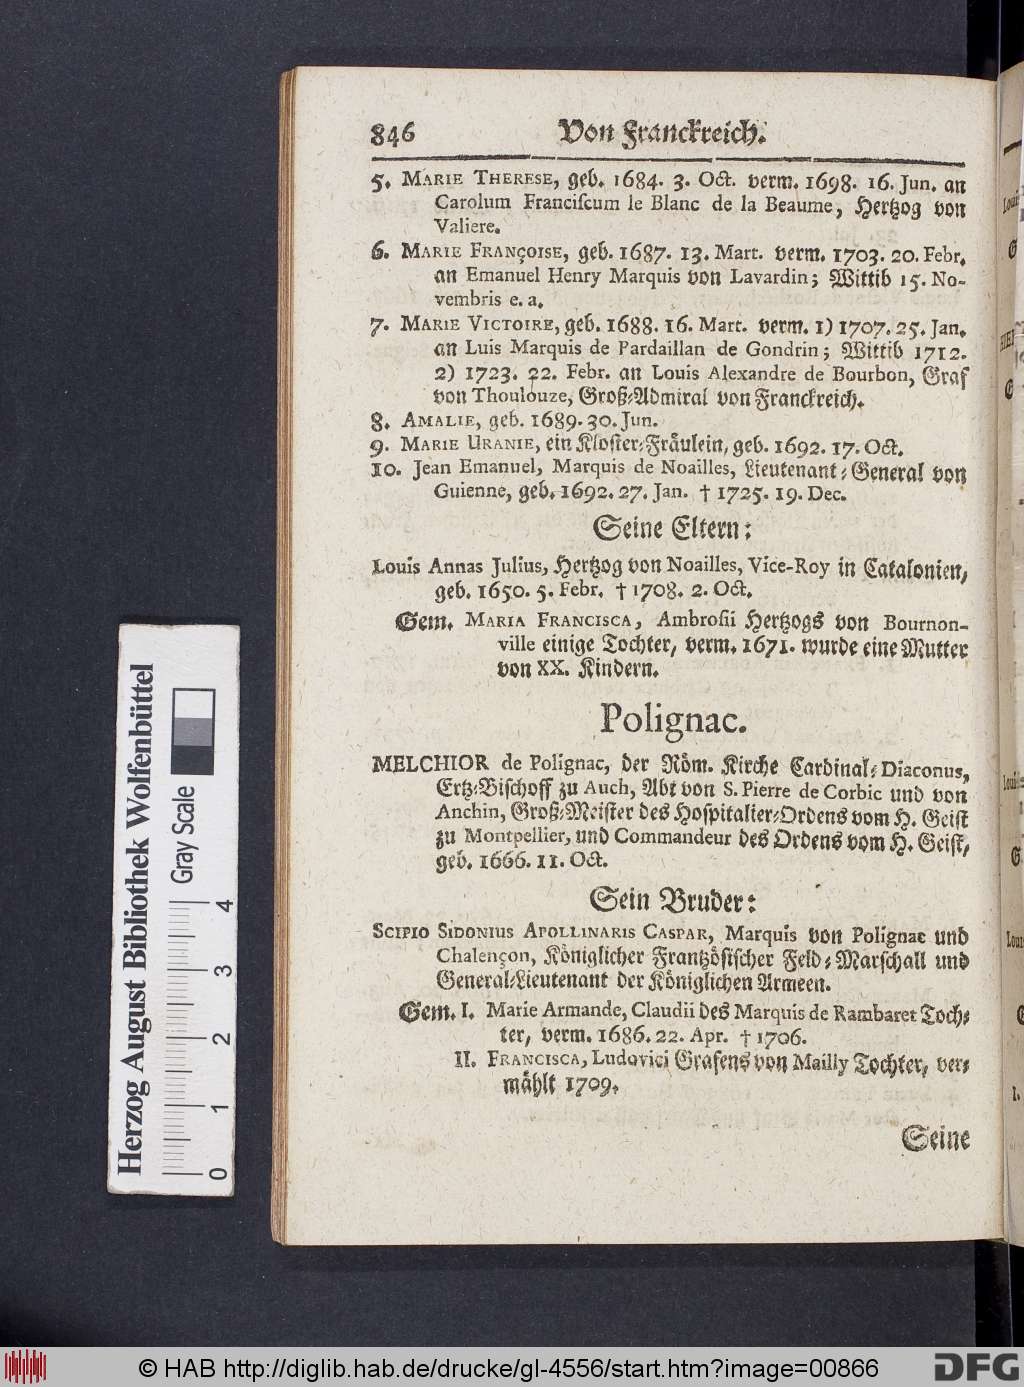 846 Von Franckreich.
5. MARIE THERESE, geb. 1684. 3. Oct. verm. 1698. 16. Jun. an
Carolum Franciscum le Blanc de la Beaume, Hertzog von
Valiere.
6. MARIE FRANÇOISE, geb. 1687. 13. Mart. verm. 1703. 20. Febr.
an Emanuel Henry Marquis von Lavardin; Wittib 15. No-
vembris e. a.
7. MARIE VICTOIRE, geb. 1688. 16. Mart. verm. 1) 1707. 25. Jan.
an Luis Marquis de Pardaillan de Gondrin; Wittib 1712.
2) 1723. 22. Febr. an Louis Alexandre de Bourbon, Graf
von Thoulouze, Groß-Admiral von Franckreich.
8. AMALIE, geb. 1689. 30. Jun.
9. MARIE URANIE, ein Kloster-Fräulein, geb. 1692. 17. Oct.
10. Jean Emanuel, Marquis de Noailles, Lieutenant-General von
Guienne, geb. 1692. 27. Jan. † 1725. 19. Dec.
Seine Eltern:
Louis Annas Julius, Hertzog von Noailles, Vice-Roy in Catalonien,
geb. 1650. 5. Febr. † 1708. 2. Oct.
Gem. MARIA FRANCISCA, Ambrosii Hertzogs von Bournon-
ville einige Tochter, verm. 1671. wurde eine Mutter
von XX. Kindern.
Polignac.
MELCHIOR de Polignac, der Röm. Kirche Cardinal-Diaconus,
Ertz-Bischoff zu Auch, Abt von S. Pierre de Corbic und von
Anchin, Groß-Meister des Hospitalier-Ordens vom H. Geist
zu Montpellier, und Commandeur des Ordens vom H. Geist,
geb. 1666. 11. Oct.
Sein Bruder:
SCIPIO SIDONIUS APOLLINARIS CASPAR, Marquis von Polignac und
Chalençon, Königlicher Frantzösischer Feld-Marschall und
General-Lieutenant der Königlichen Armeen.
Gem. I. Marie Armande, Claudii des Marquis de Rambaret Toch-
ter, verm. 1686. 22. Apr. † 1706.
II. FRANCISCA, Ludovici Grafens von Mailly Tochter, ver-
mählt 1709.
Seine
Herzog August Bibliothek Wolfenbüttel
Gray Scale
0 1 2 3 4
© HAB http://diglib.hab.de/drucke/gl-4556/start.htm?image=00866
DFG